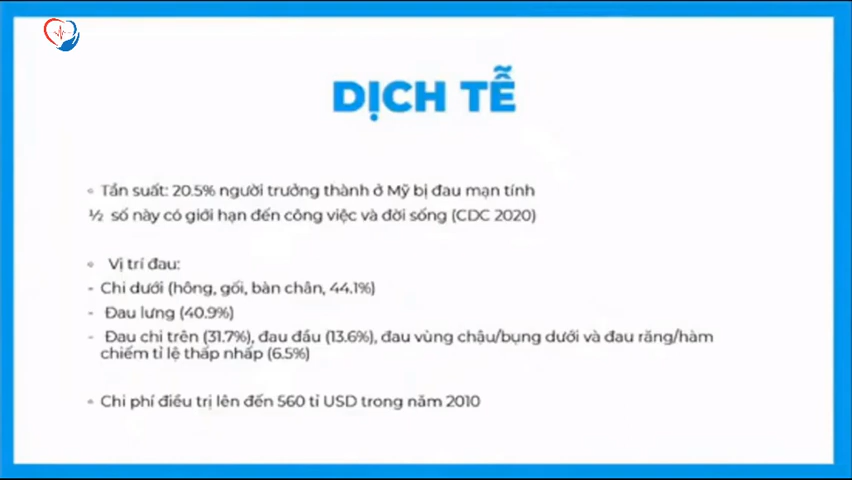 DỊCH TỄ
• Tần suất: 20.5% người trưởng thành ở Mỹ bị đau mạn tính
½ số này có giới hạn đến công việc và đời sống (CDC 2020)
• Vị trí đau:
- Chi dưới (hông, gối, bàn chân, 44.1%)
- Đau lưng (40.9%)
- Đau chi trên (31.7%), đau đầu (13.6%), đau vùng chậu/bụng dưới và đau răng/hàm
chiếm tỉ lệ thấp nhấp (6.5%)
• Chi phí điều trị lên đến 560 tỉ USD trong năm 2010